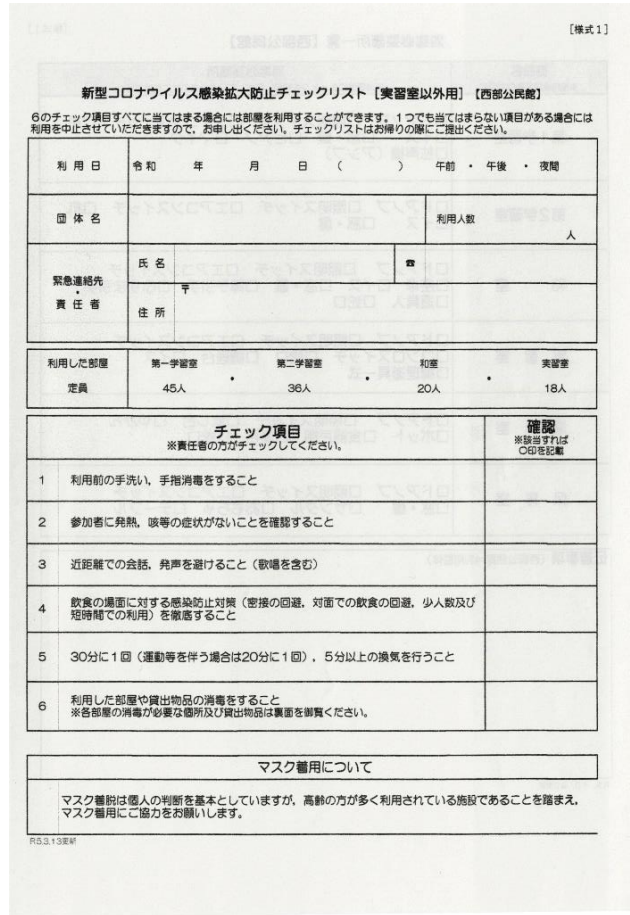 [様式1]
新型コロナウイルス感染拡大防止チェックリスト[実習室以外用]【西部公民館】
6のチェック項目すべてに当てはまる場合には部屋を利用することができます。1つでも当てはまらない項目がある場合には
利用を中止させていただきますので、お申し出ください。チェックリストはお帰りの際にご提出ください。
利用日 令和 年 月 日 ( ) 午前 ・ 午後 ・ 夜間
団体名 利用人数 人
緊急連絡先
・
責任者
氏名 ☎
住所 〒
利用した部屋 第一学習室 ・ 第二学習室 ・ 和室 ・ 実習室
定員 45人 36人 20人 18人
チェック項目
※責任者の方がチェックしてください。
確認
※該当すれば
○印を記載
1 利用前の手洗い，手指消毒をすること
2 参加者に発熱，咳等の症状がないことを確認すること
3 近距離での会話，発声を避けること（歌唱を含む）
4 飲食の場面に対する感染防止対策（密接の回避，対面での飲食の回避，少人数及び
短時間での利用）を徹底すること
5 30分に1回（運動等を伴う場合は20分に1回），5分以上の換気を行うこと
6 利用した部屋や貸出物品の消毒をすること
※各部屋の消毒が必要な個所及び貸出物品は裏面を御覧ください。
マスク着用について
マスク着脱は個人の判断を基本としていますが，高齢の方が多く利用されている施設であることを踏まえ，
マスク着用にご協力をお願いします。
R5.3.13更新